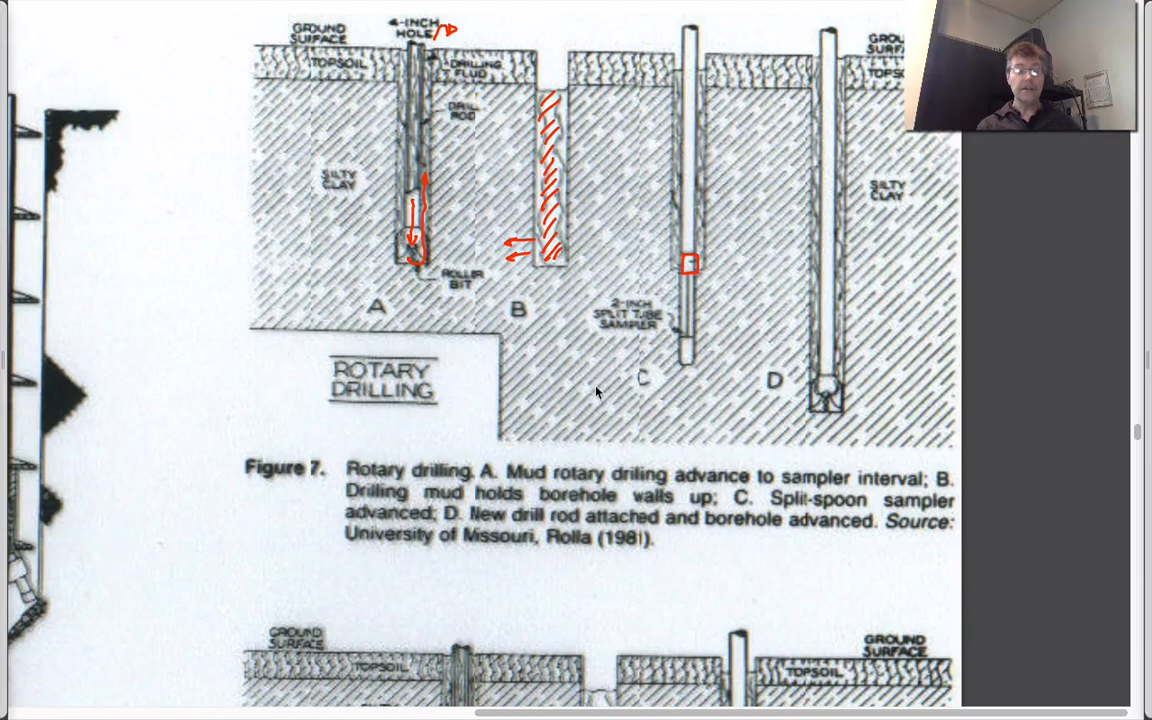 4-INCH
HOLE
GROUND
SURFACE
TOPSOIL
DRILLING
FLUD
DRILL
ROD
SILTY
CLAY
ROLLER
BIT
A
B
2-INCH
SPLIT TUBE
SAMPLER
C
D
SILTY
CLAY
ROTARY
DRILLING
Figure 7. Rotary drilling. A. Mud rotary driling advance to sampler interval; B.
Drilling mud holds borehole walls up; C. Split-spoon sampler
advanced; D. New drill rod attached and borehole advanced. Source:
University of Missouri, Rolla (1981).
GROUND
SURFACE
TOPSOIL
GROUND
SURFACE
TOPSOIL